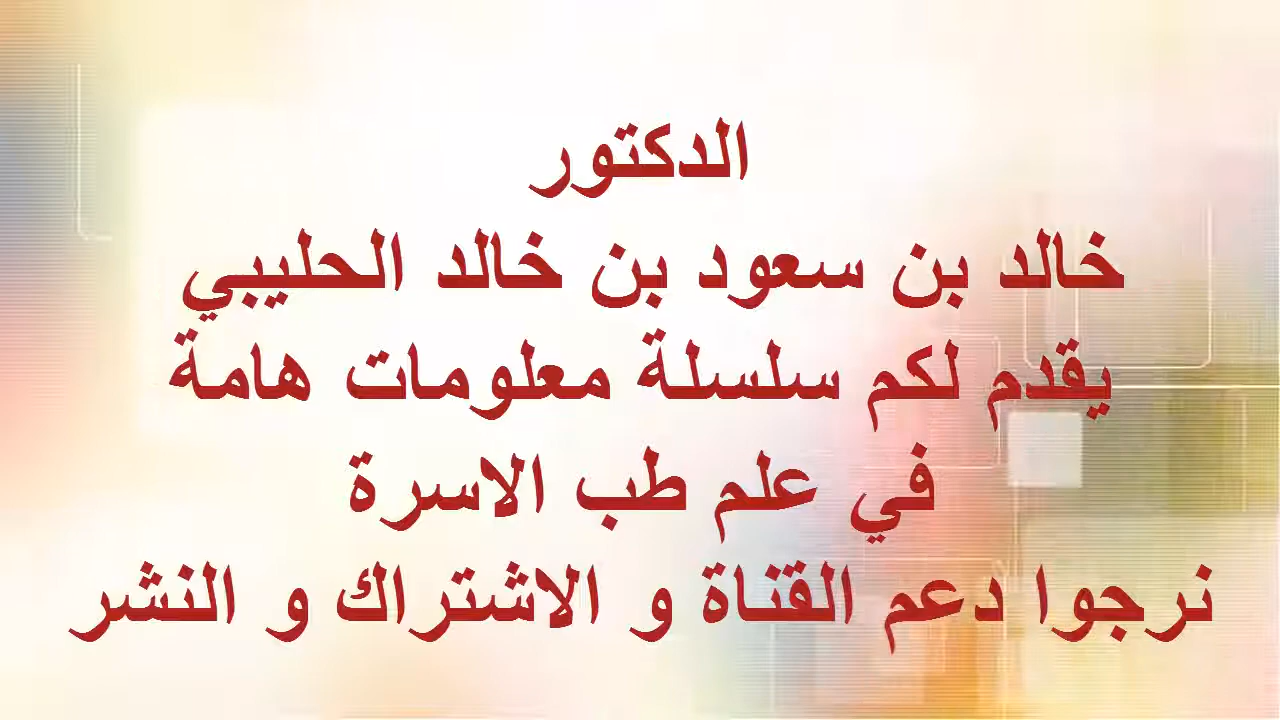 الدكتور
خالد بن سعود بن خالد الحليبي
يقدم لكم سلسلة معلومات هامة
في علم طب الاسرة
نرجوا دعم القناة و الاشتراك و النشر